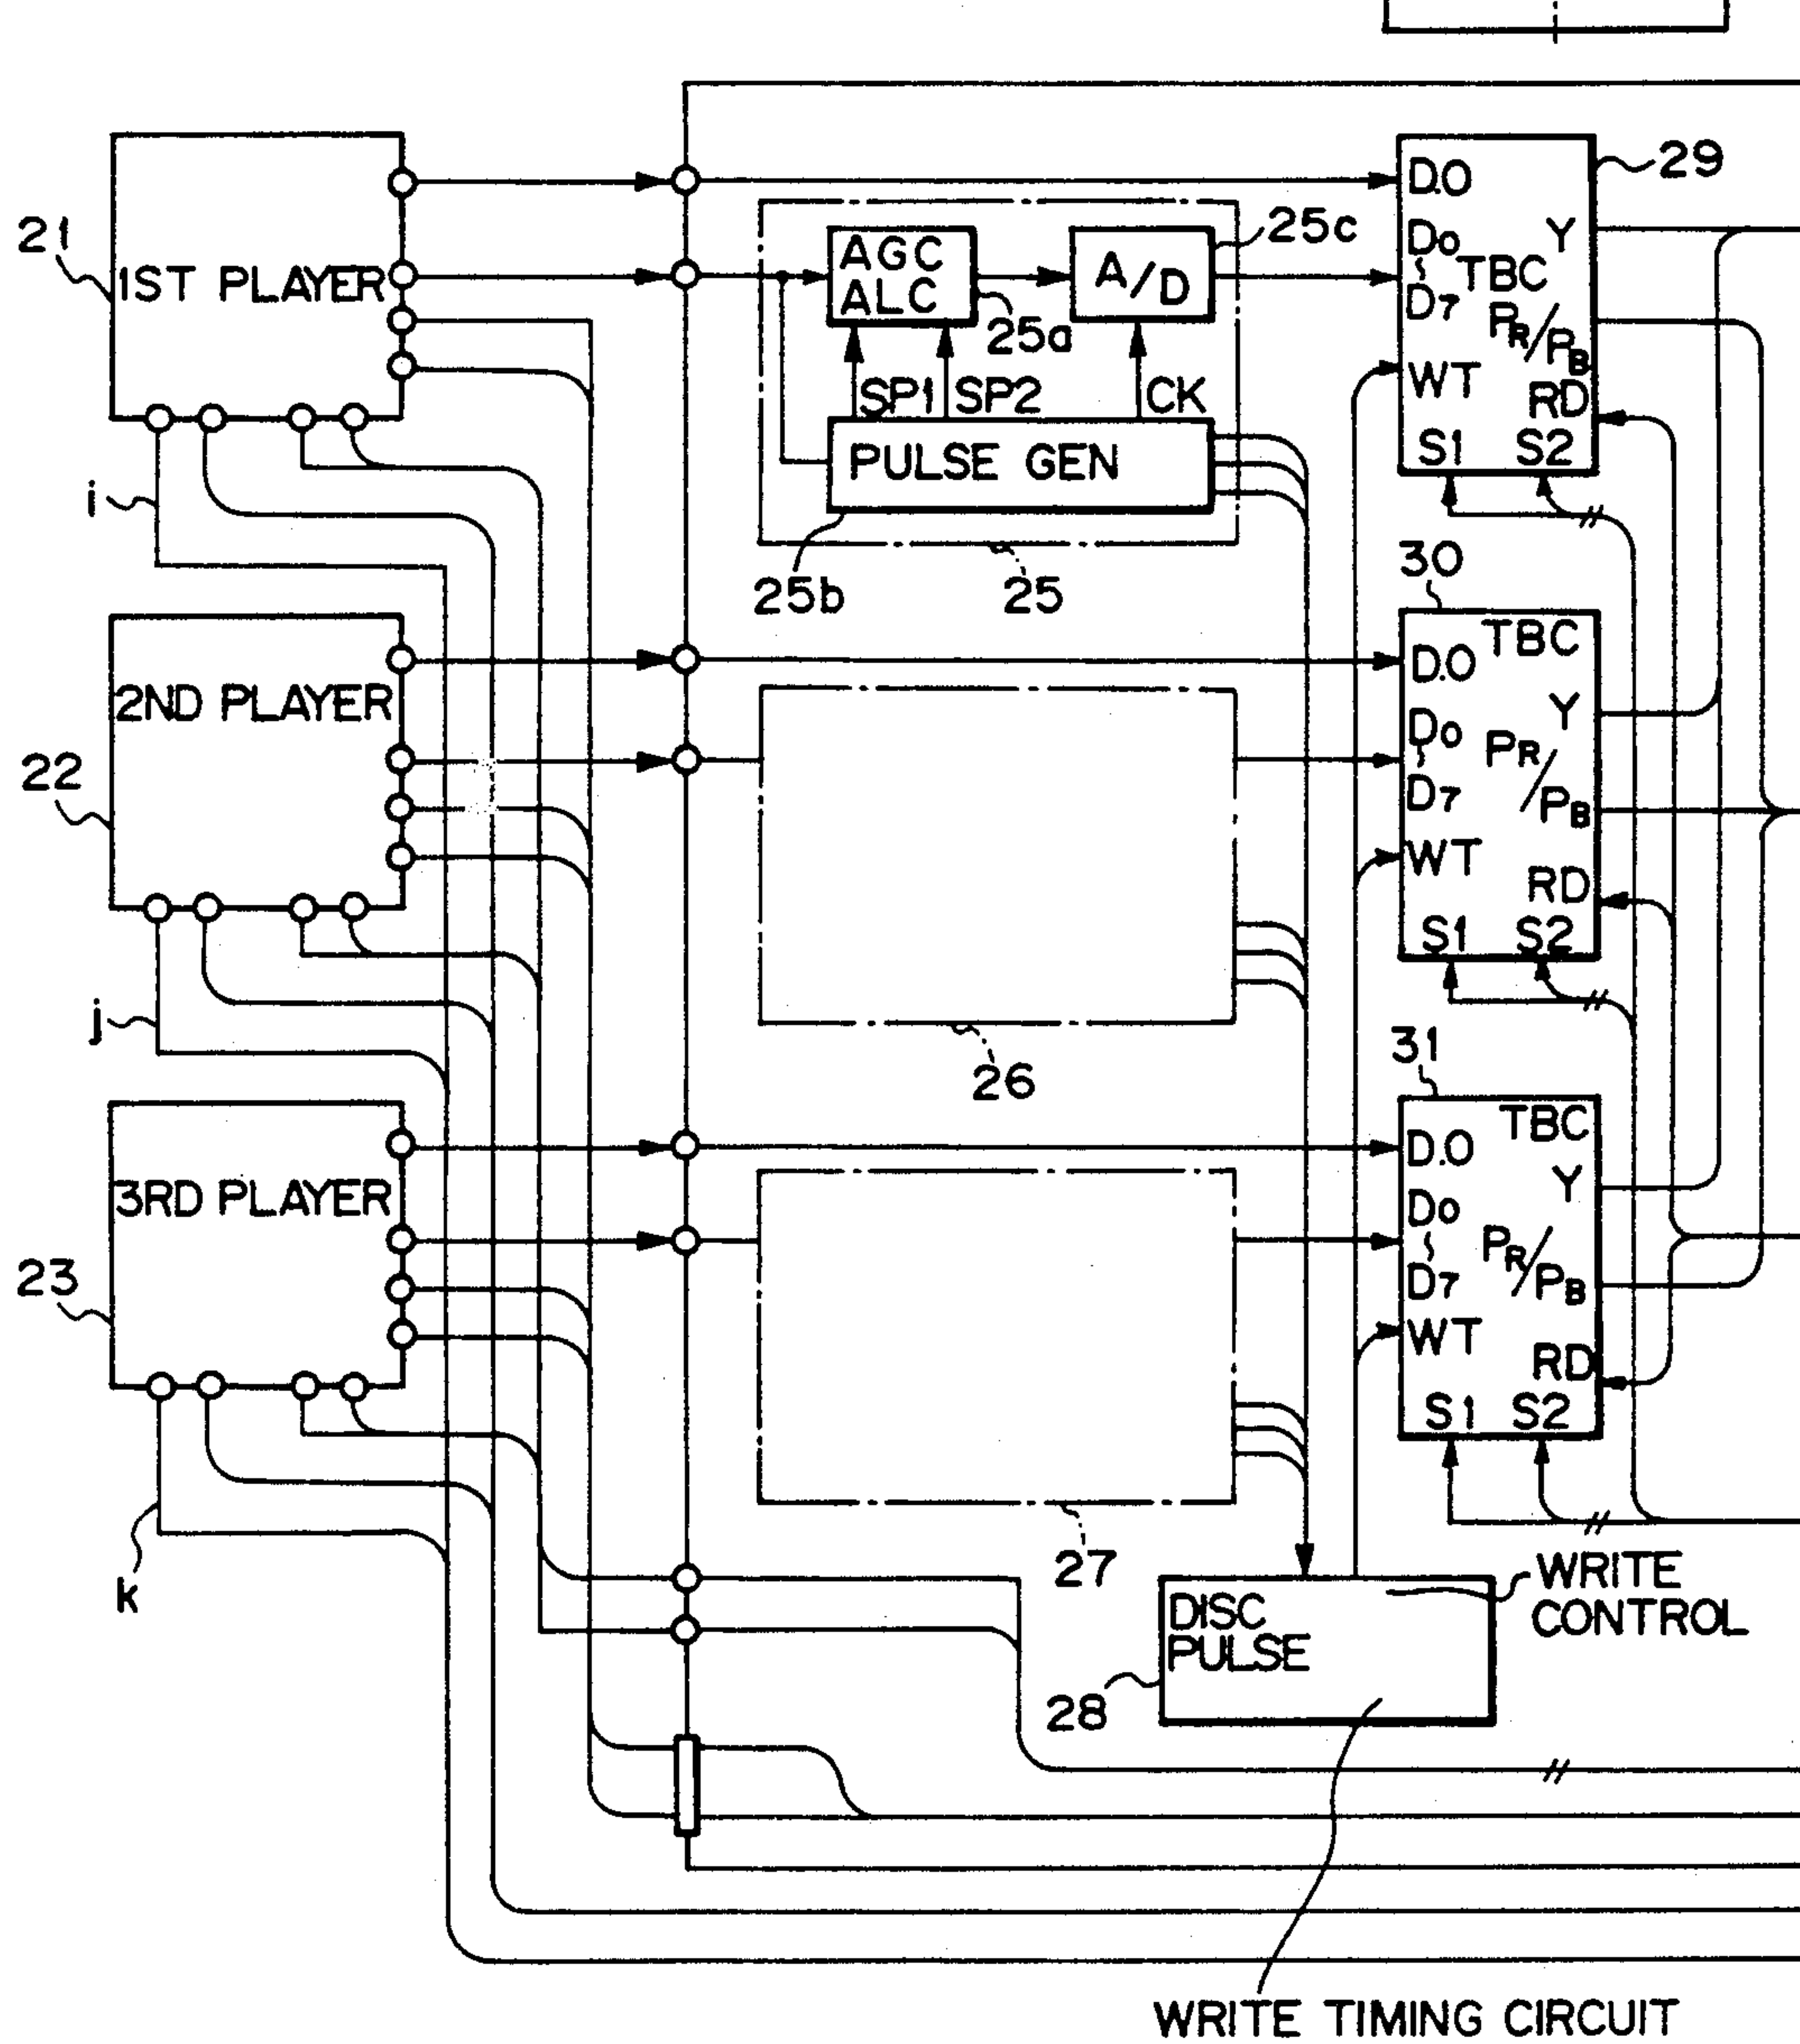 21
1ST PLAYER
i
AGC
ALC
25a
A/D
25c
SP1
SP2
CK
PULSE GEN
25b
25
29
D.O
D0
D7
TBC
Y
PR/PB
WT
RD
S1
S2
22
2ND PLAYER
j
26
30
TBC
D.O
Y
D0
D7
PR/PB
WT
RD
S1
S2
23
3RD PLAYER
k
27
31
TBC
D.O
Y
D0
D7
PR/PB
WT
RD
S1
S2
DISC
PULSE
28
WRITE
CONTROL
WRITE TIMING CIRCUIT